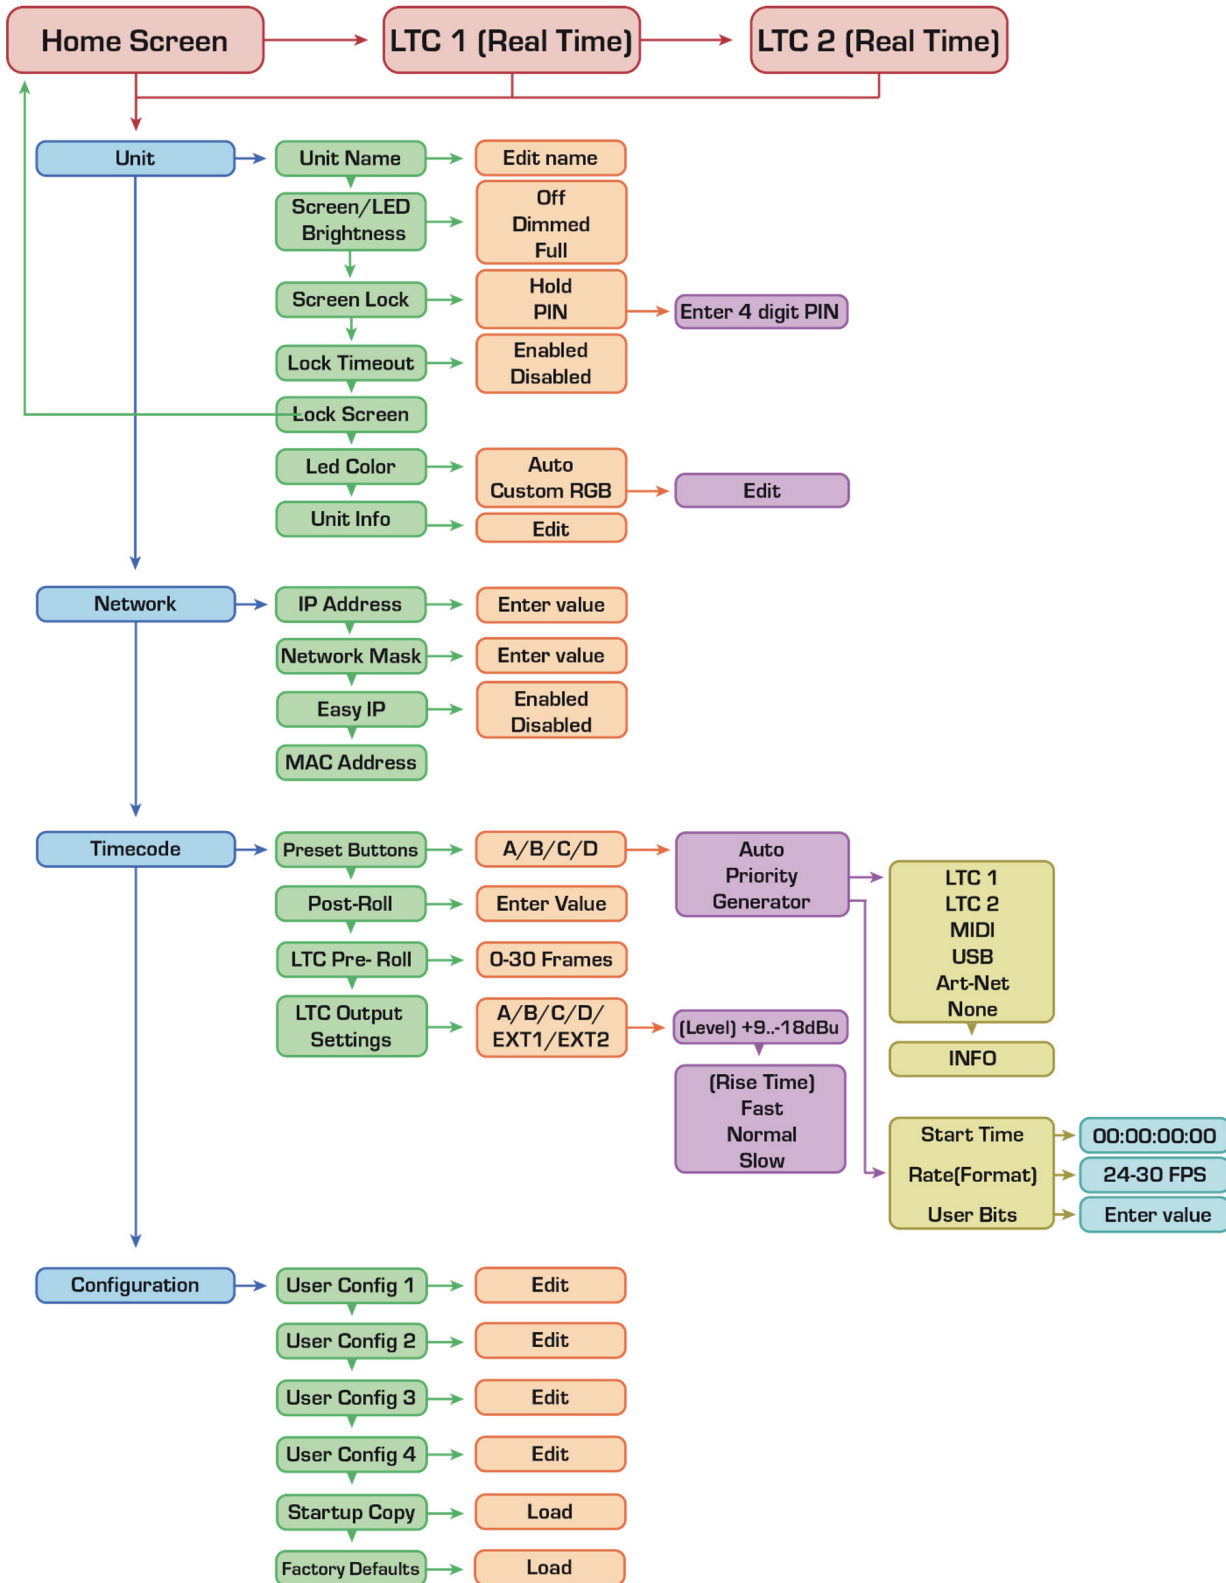 Home Screen
LTC 1 (Real Time)
LTC 2 (Real Time)
Unit
Unit Name
Edit name
Screen/LED
Brightness
Off
Dimmed
Full
Screen Lock
Hold
PIN
Enter 4 digit PIN
Lock Timeout
Enabled
Disabled
Lock Screen
Led Color
Auto
Custom RGB
Edit
Unit Info
Edit
Network
IP Address
Enter value
Network Mask
Enter value
Easy IP
Enabled
Disabled
MAC Address
Timecode
Preset Buttons
A/B/C/D
Auto
Priority
Generator
LTC 1
LTC 2
MIDI
USB
Art-Net
None
INFO
Post-Roll
Enter Value
LTC Pre- Roll
0-30 Frames
LTC Output
Settings
A/B/C/D/
EXT1/EXT2
(Level) +9..-18dBu
(Rise Time)
Fast
Normal
Slow
Start Time
00:00:00:00
Rate(Format)
24-30 FPS
User Bits
Enter value
Configuration
User Config 1
Edit
User Config 2
Edit
User Config 3
Edit
User Config 4
Edit
Startup Copy
Load
Factory Defaults
Load